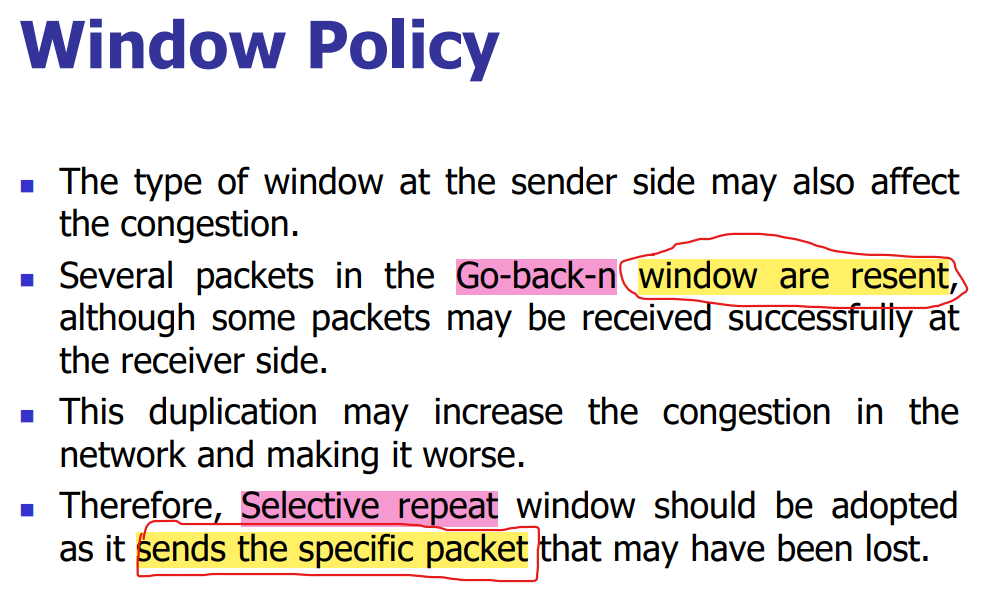 Window Policy
The type of window at the sender side may also affect
the congestion.
Several packets in the Go-back-n window are resent,
although some packets may be received successfully at
the receiver side.
This duplication may increase the congestion in the
network and making it worse.
Therefore, Selective repeat window should be adopted
as it sends the specific packet that may have been lost.